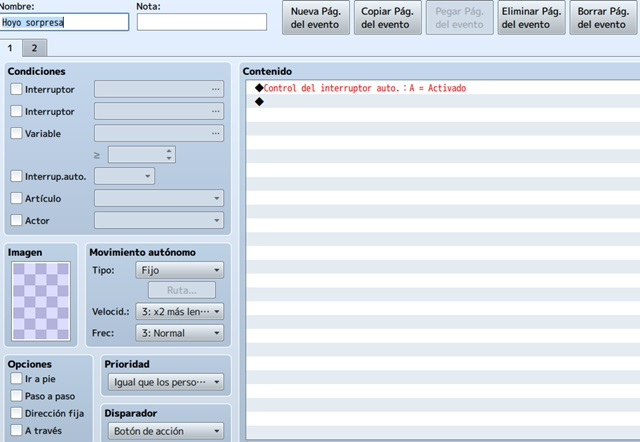 Nombre:
Nota:
Hoyo sorpresa
Nueva Pág.
del evento
Copiar Pág.
del evento
Pegar Pág.
del evento
Eliminar Pág.
del evento
Borrar Pág.
del evento
1
2
Condiciones
Interruptor
...
Interruptor
...
Variable
...
≥
Interrup.auto.
Artículo
Actor
Imagen
Movimiento autónomo
Tipo:
Fijo
Ruta...
Velocid.:
3: x2 más len···
Frec:
3: Normal
Opciones
Ir a pie
Paso a paso
Dirección fija
A través
Prioridad
Igual que los perso···
Disparador
Botón de acción
Contenido
◆Control del interruptor auto.：A = Activado
◆